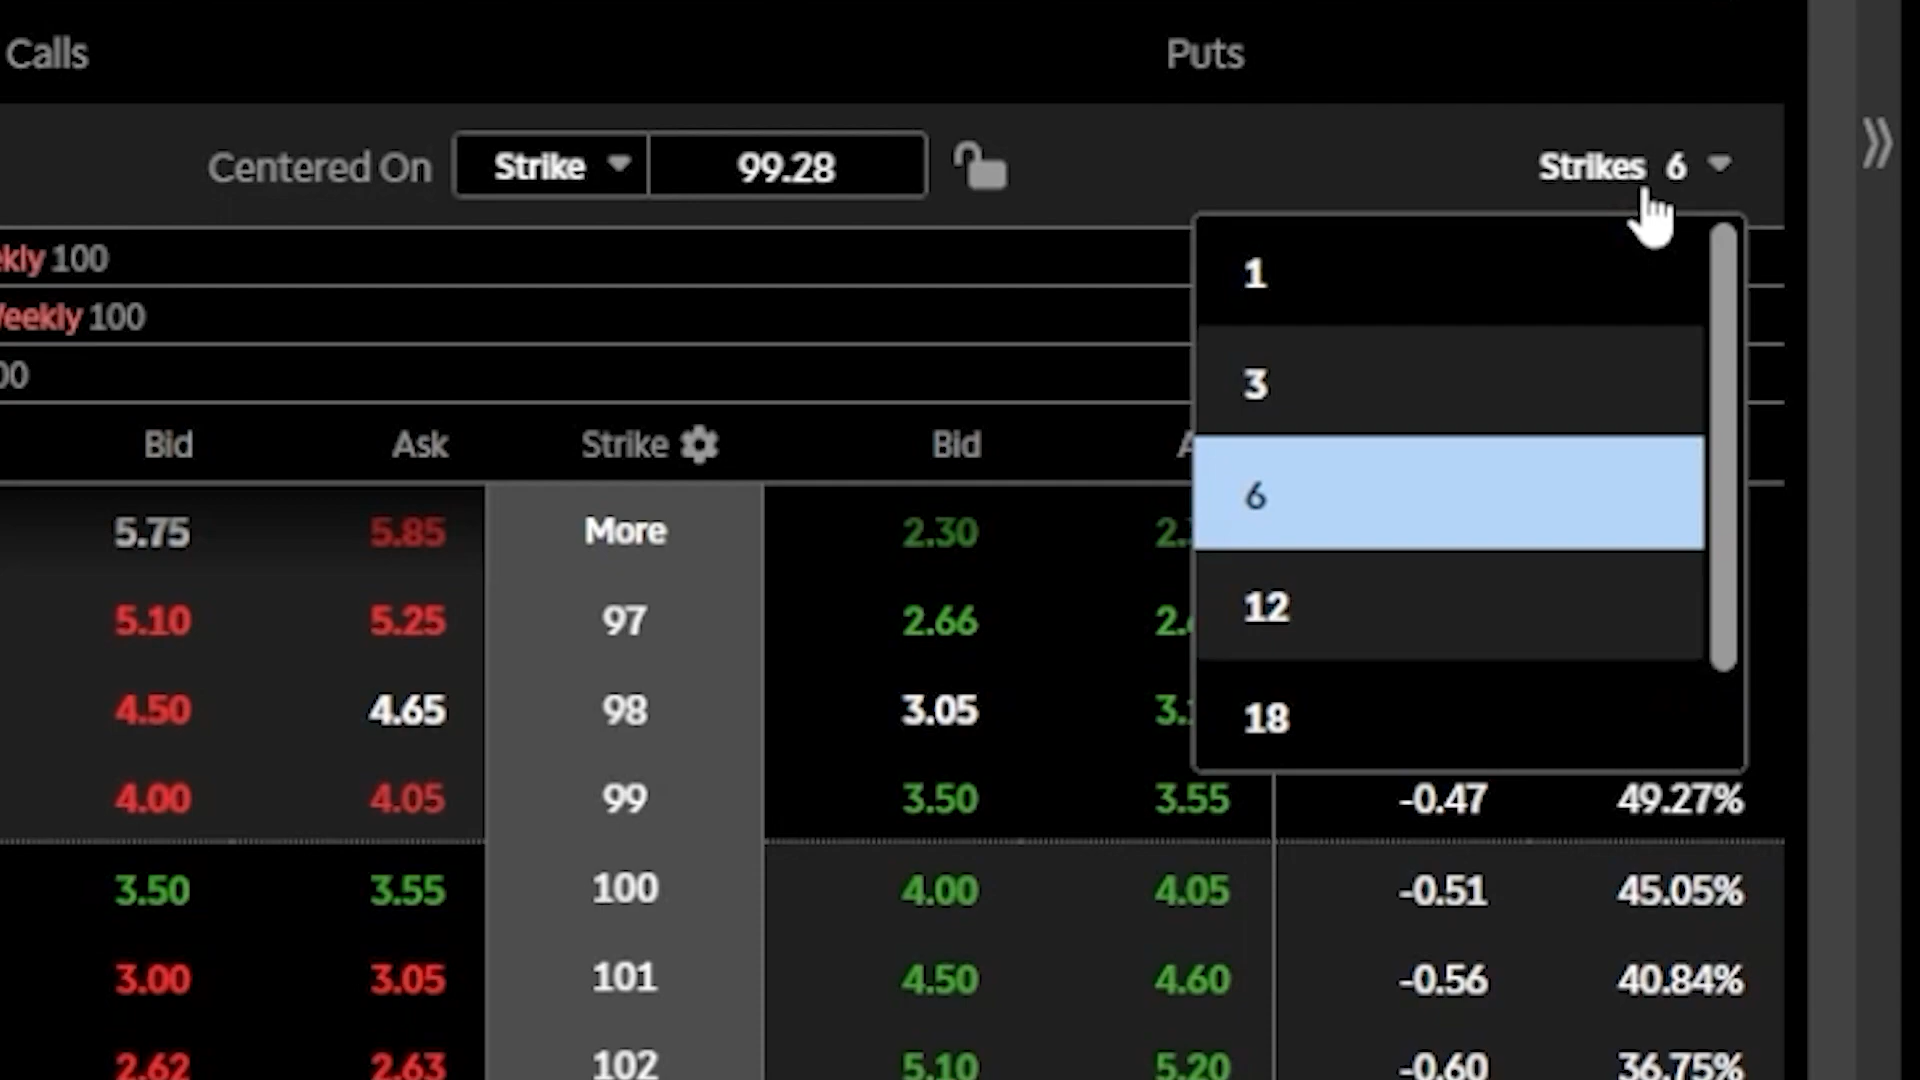 Calls Puts
Centered On Strike 99.28 Strikes 6
ekly 100
Weekly 100
00
1
3
6
12
18
Bid Ask Strike Bid
5.75 5.85 More 2.30
5.10 5.25 97 2.66
4.50 4.65 98 3.05
4.00 4.05 99 3.50 3.55 -0.47 49.27%
3.50 3.55 100 4.00 4.05 -0.51 45.05%
3.00 3.05 101 4.50 4.60 -0.56 40.84%
2.62 2.63 102 5.10 5.20 -0.60 36.75%